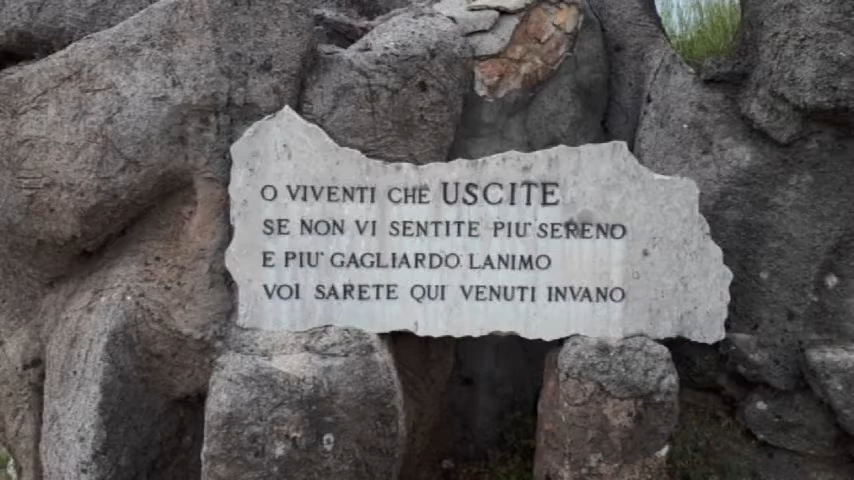 O VIVENTI CHE USCITE
SE NON VI SENTITE PIU' SERENO
E PIU' GAGLIARDO LANIMO
VOI SARETE QUI VENUTI INVANO